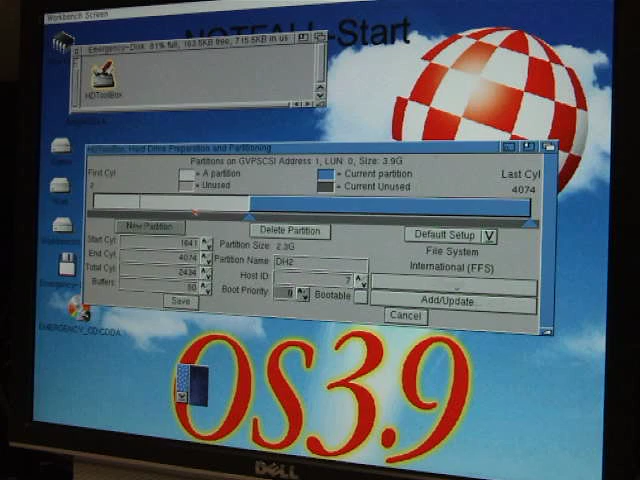 Workbench Screen
NOTFALL-Start
Emergency-Disk 81% full, 163.5KB free, 715.5KB in us
HDToolBox
HDToolBox, Hard Drive Preparation and Partitioning
Partitions on GVPSCSI Address 1, LUN: 0, Size: 3.9G
First Cyl
= A partition
= Current partition
Last Cyl
2
= Unused
= Current Unused
4074
New Partition
Delete Partition
Default Setup
Start Cyl: 1641
Partition Size: 2.3G
File System
End Cyl: 4074
Partition Name: DH2
International (FFS)
Total Cyl: 2434
Host ID: 7
Buffers: 50
Boot Priority: 0
Bootable
Add/Update...
Save
Cancel
EMERGENCY_CD:CDDA
OS3.9
DELL